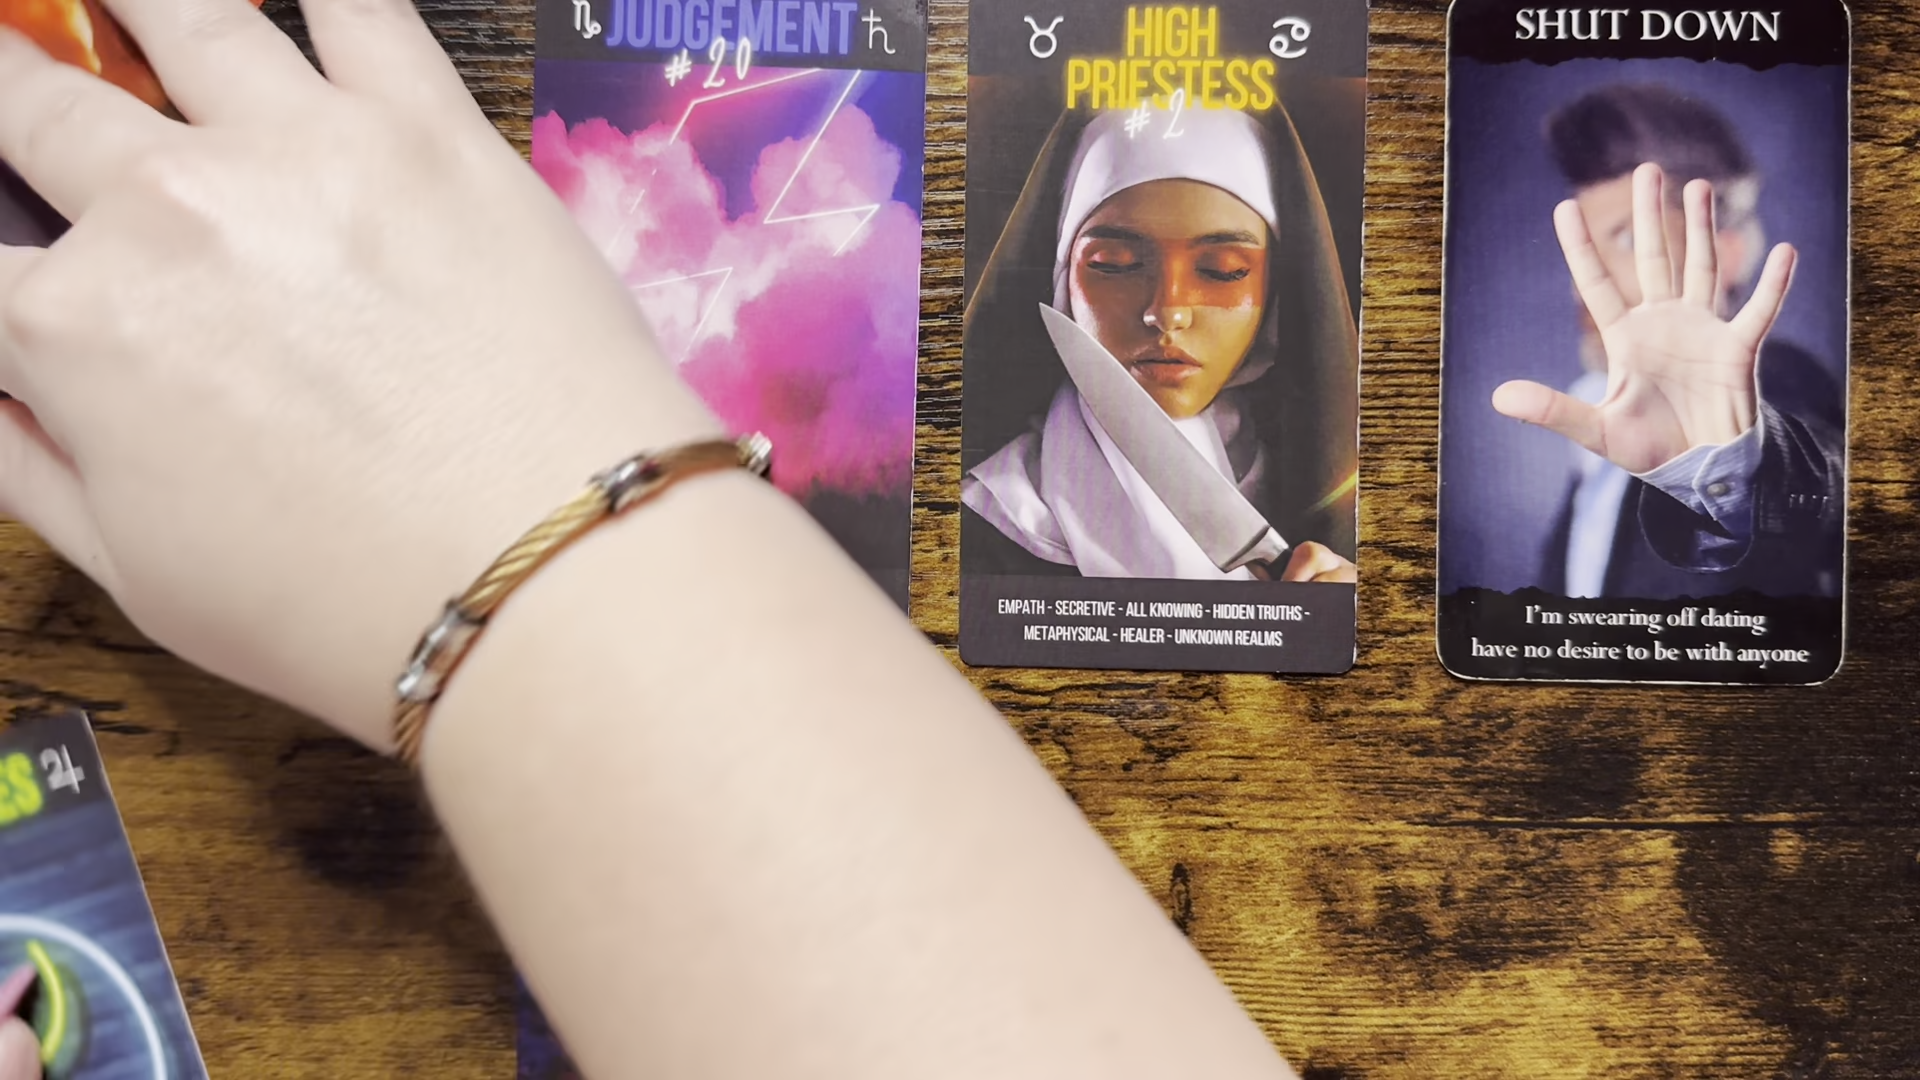 JUDGEMENT
# 20
HIGH
PRIESTESS
# 2
EMPATH - SECRETIVE - ALL KNOWING - HIDDEN TRUTHS -
METAPHYSICAL - HEALER - UNKNOWN REALMS
SHUT DOWN
I'm swearing off dating
have no desire to be with anyone
ES